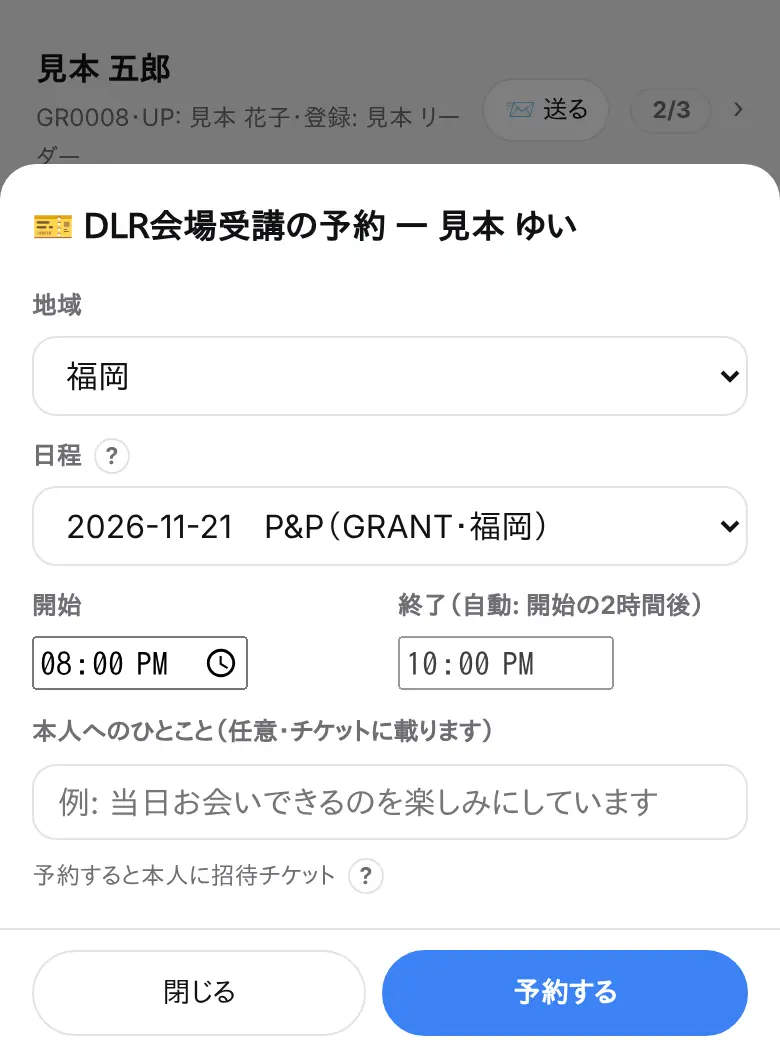 見本 五郎
GR0008・UP: 見本 花子・登録: 見本 リー
ダー
送る
2/3
DLR会場受講の予約 — 見本 ゆい
地域
福岡
日程 ?
2026-11-21 P&P（GRANT・福岡）
開始
終了（自動: 開始の2時間後）
08:00 PM
10:00 PM
本人へのひとこと（任意・チケットに載ります）
例: 当日お会いできるのを楽しみにしています
予約すると本人に招待チケット ?
閉じる
予約する